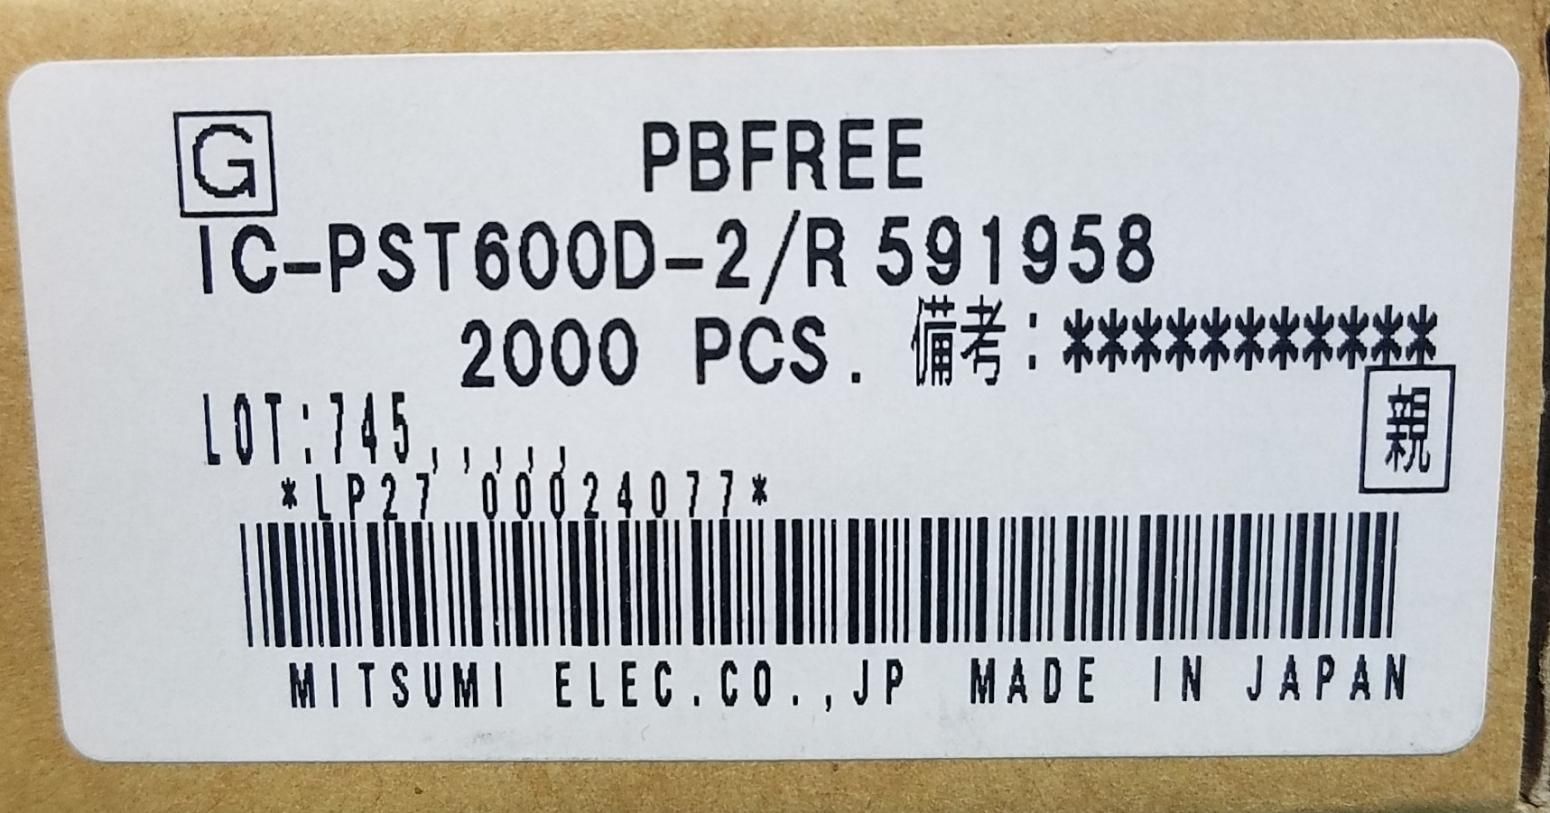 G PBFREE
IC-PST600D-2/R 591958
2000 PCS. 備考:***********
親
LOT:745,,,,,
*LP27 00024077*
MITSUMI ELEC.CO.,JP MADE IN JAPAN